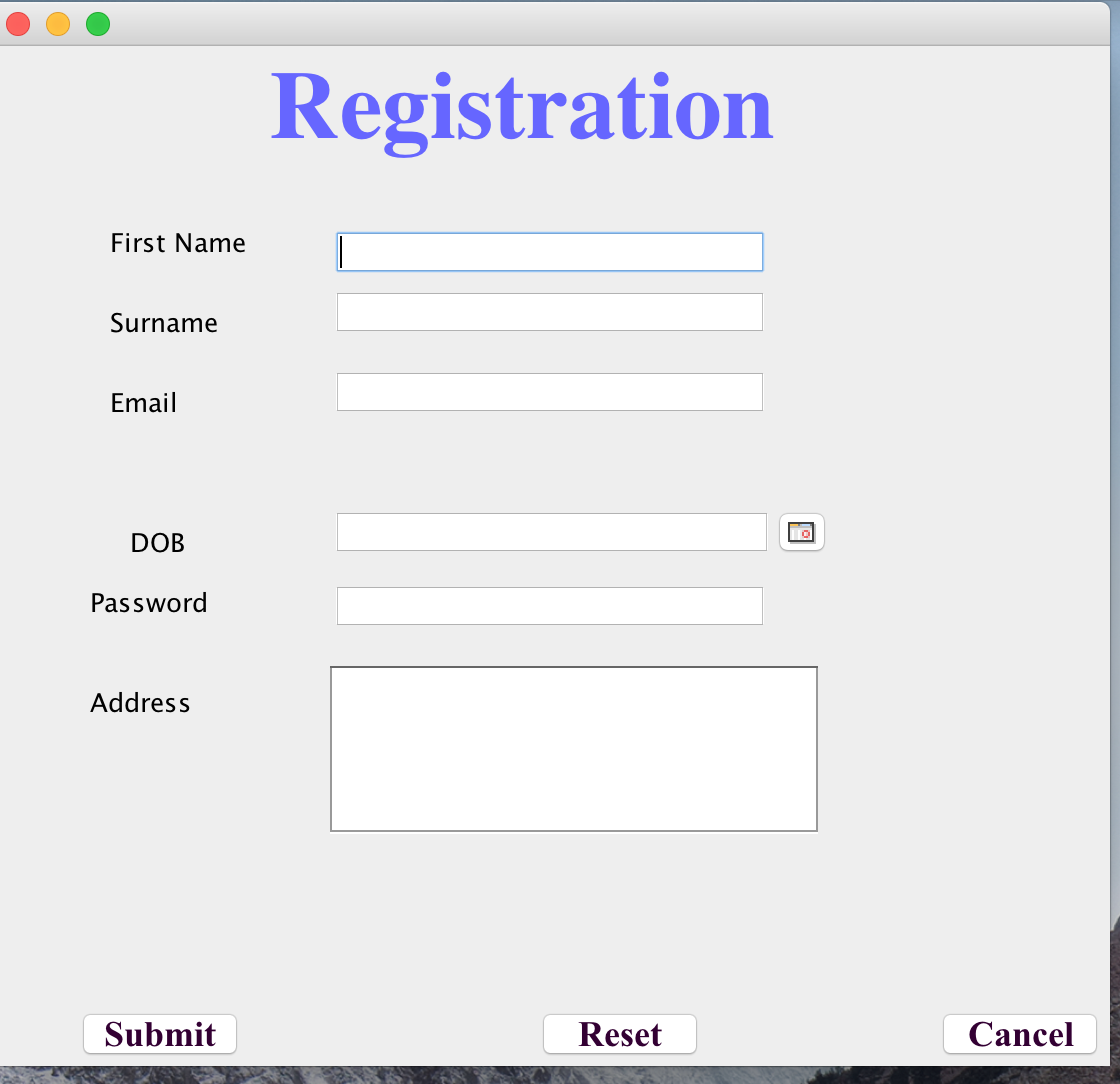 Registration
First Name
Surname
Email
DOB
Password
Address
Submit Reset Cancel